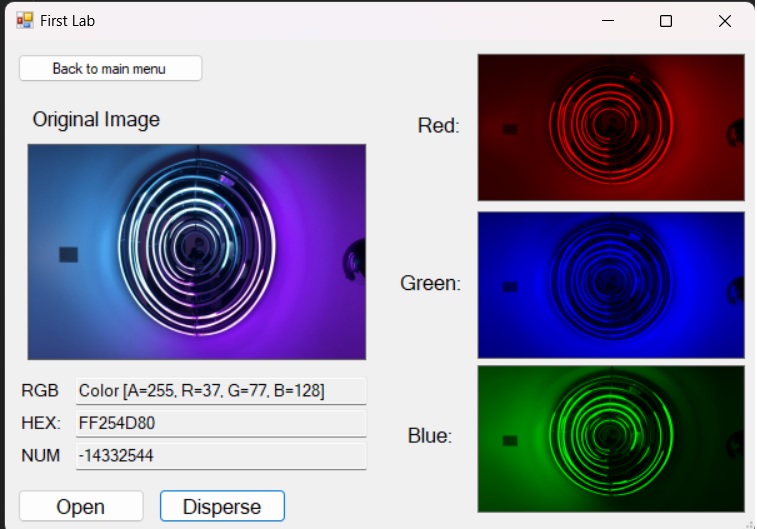 First Lab
Back to main menu
Original Image
Red:
Green:
Blue:
RGB Color [A=255, R=37, G=77, B=128]
HEX: FF254D80
NUM -14332544
Open Disperse